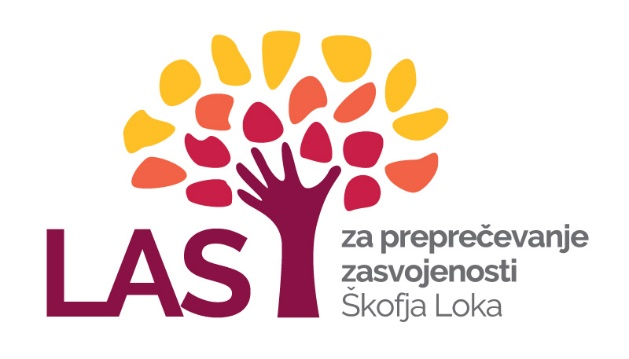 LAS
za preprečevanje
zasvojenosti
Škofja Loka